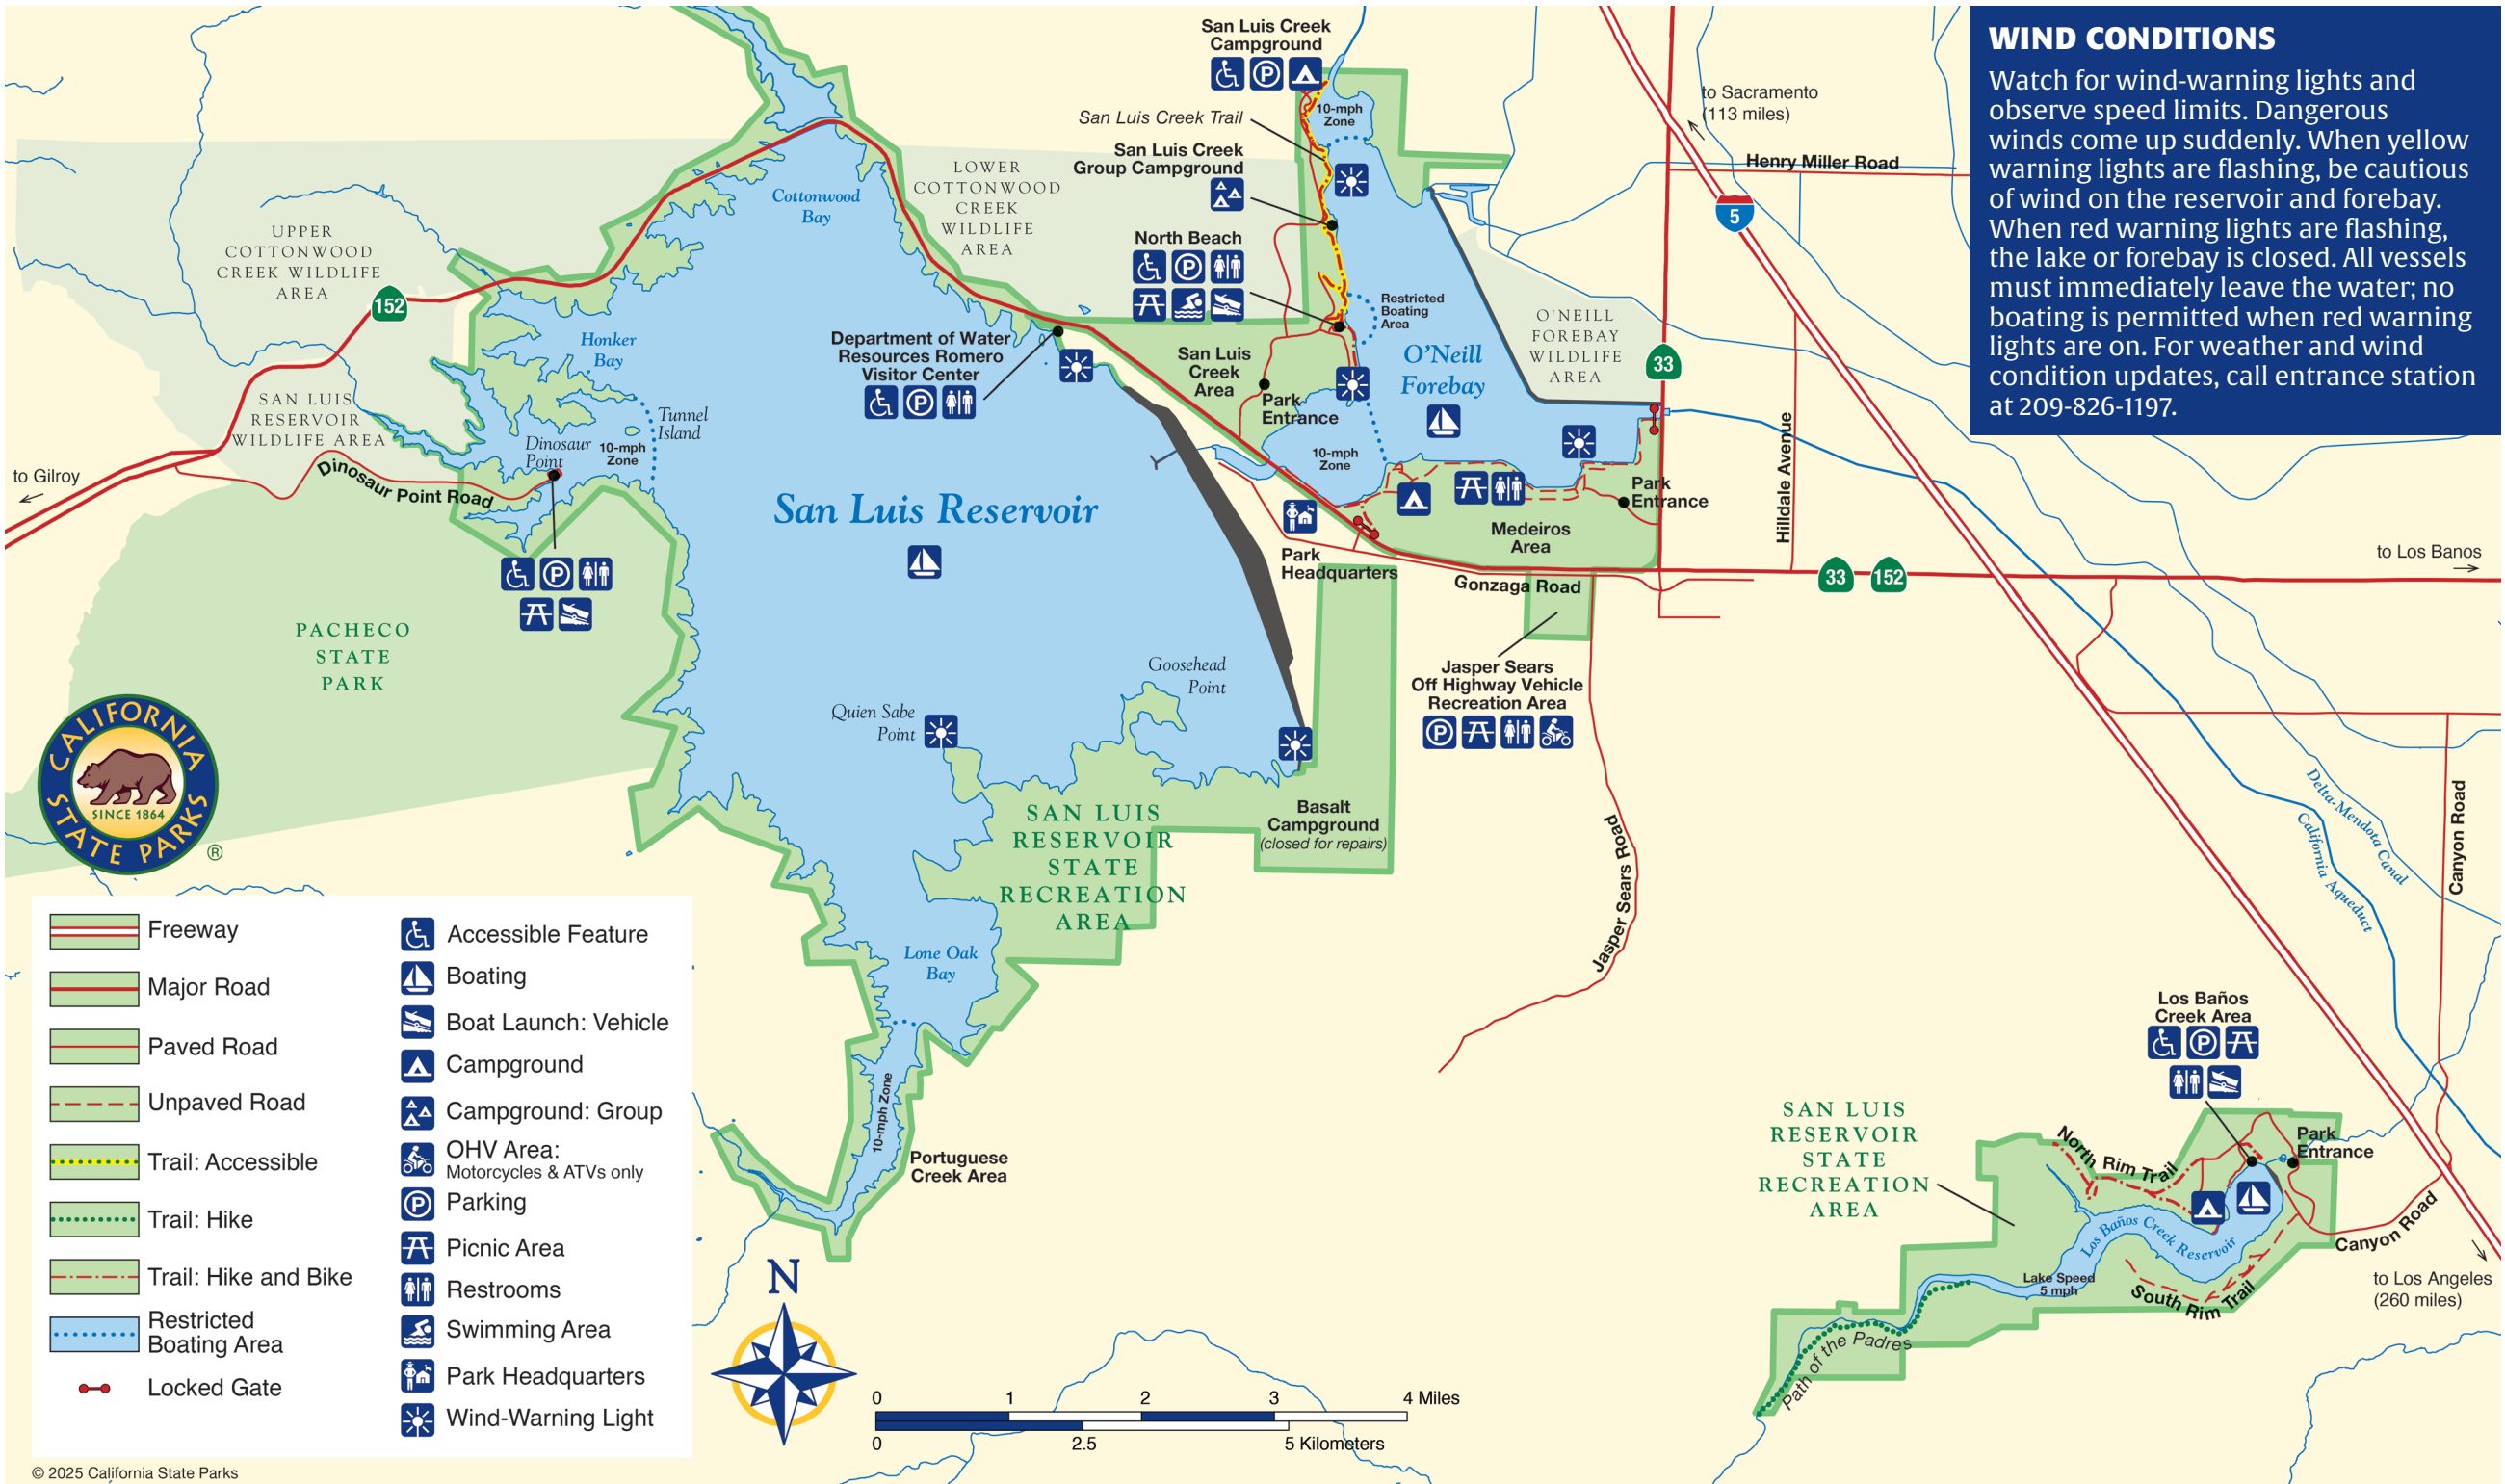 WIND CONDITIONS
Watch for wind-warning lights and
observe speed limits. Dangerous
winds come up suddenly. When yellow
warning lights are flashing, be cautious
of wind on the reservoir and forebay.
When red warning lights are flashing,
the lake or forebay is closed. All vessels
must immediately leave the water; no
boating is permitted when red warning
lights are on. For weather and wind
condition updates, call entrance station
at 209-826-1197.
San Luis Creek
Campground
10-mph
Zone
San Luis Creek Trail
San Luis Creek
Group Campground
North Beach
Restricted
Boating
Area
O'Neill
Forebay
O'NEILL
FOREBAY
WILDLIFE
AREA
to Sacramento
(113 miles)
Henry Miller Road
5
33
Hilldale Avenue
LOWER
COTTONWOOD
CREEK
WILDLIFE
AREA
Cottonwood
Bay
UPPER
COTTONWOOD
CREEK WILDLIFE
AREA
152
Honker
Bay
Department of Water
Resources Romero
Visitor Center
San Luis
Creek
Area
Park
Entrance
SAN LUIS
RESERVOIR
WILDLIFE AREA
Tunnel
Island
Dinosaur
Point
10-mph
Zone
to Gilroy
Dinosaur Point Road
10-mph
Zone
San Luis Reservoir
Park
Entrance
Medeiros
Area
Park
Headquarters
Gonzaga Road
33
152
to Los Banos
PACHECO
STATE
PARK
Goosehead
Point
Quien Sabe
Point
Jasper Sears
Off Highway Vehicle
Recreation Area
Jasper Sears Road
CALIFORNIA
SINCE 1864
STATE PARKS
®
SAN LUIS
RESERVOIR
STATE
RECREATION
AREA
Basalt
Campground
(closed for repairs)
Delta-Mendota Canal
California Aqueduct
Canyon Road
Lone Oak
Bay
10-mph Zone
Portuguese
Creek Area
Los Baños
Creek Area
SAN LUIS
RESERVOIR
STATE
RECREATION
AREA
North Rim Trail
Park
Entrance
Los Baños Creek Reservoir
Canyon Road
Lake Speed
5 mph
South Rim Trail
Path of the Padres
to Los Angeles
(260 miles)
Freeway
Major Road
Paved Road
Unpaved Road
Trail: Accessible
Trail: Hike
Trail: Hike and Bike
Restricted
Boating Area
Locked Gate
Accessible Feature
Boating
Boat Launch: Vehicle
Campground
Campground: Group
OHV Area:
Motorcycles & ATVs only
P
Parking
Picnic Area
Restrooms
Swimming Area
Park Headquarters
Wind-Warning Light
N
0 1 2 3 4 Miles
0 2.5 5 Kilometers
© 2025 California State Parks